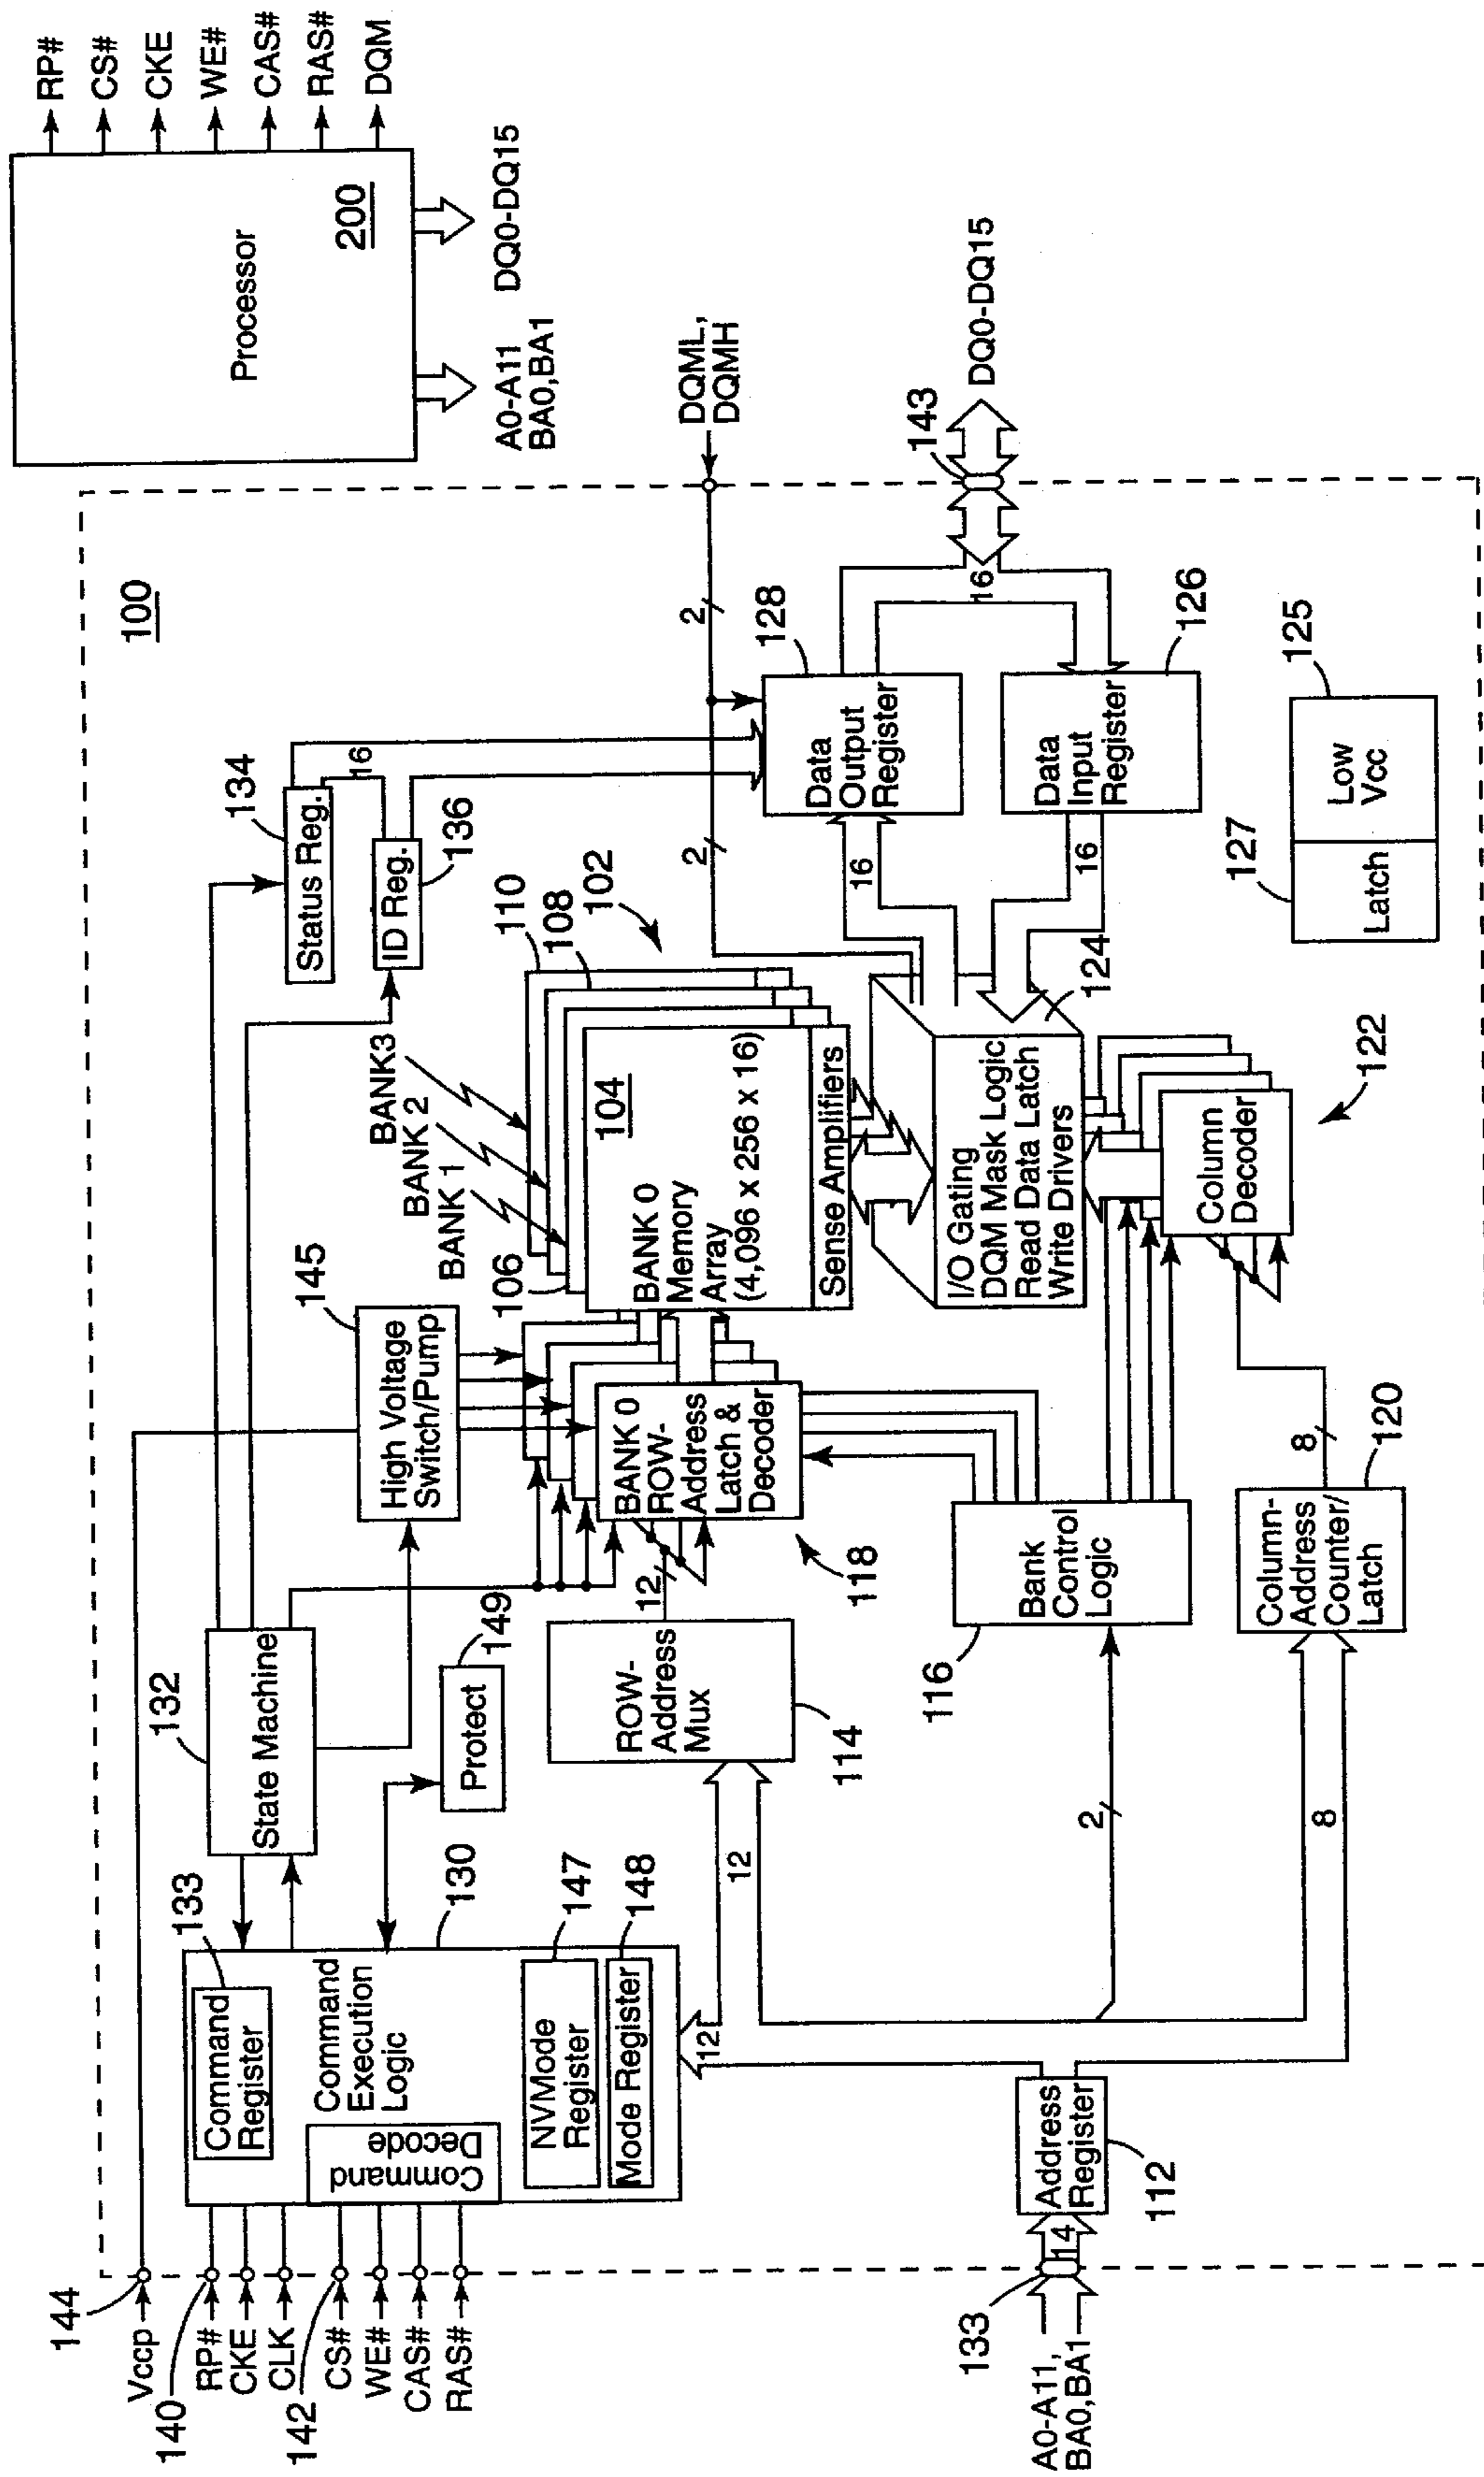 Processor
200
RP#
CS#
CKE
WE#
CAS#
RAS#
DQM
A0-A11
BA0,BA1
DQ0-DQ15
100
144
Vccp
140
RP#
CKE
CLK
142
CS#
WE#
CAS#
RAS#
133
Command
Register
Command
Execution
Logic
Command
Decode
130
NVMode
Register
147
Mode Register
148
132
State Machine
149
Protect
145
High Voltage
Switch/Pump
134
Status Reg.
136
ID Reg.
16
BANK3
BANK 2
BANK 1
106
108
110
102
104
BANK 0
Memory
Array
(4,096 x 256 x 16)
Sense Amplifiers
BANK 0
ROW-
Address
Latch &
Decoder
118
12
ROW-
Address
Mux
114
12
12
I/O Gating
DQM Mask Logic
Read Data Latch
Write Drivers
124
2
2
DQML,
DQMH
128
Data
Output
Register
16
Data
Input
Register
126
16
16
143
DQ0-DQ15
116
Bank
Control
Logic
2
Column
Decoder
122
8
Column-
Address
Counter/
Latch
120
8
127
Latch
125
Low
Vcc
133
A0-A11,
BA0,BA1
14
Address
Register
112